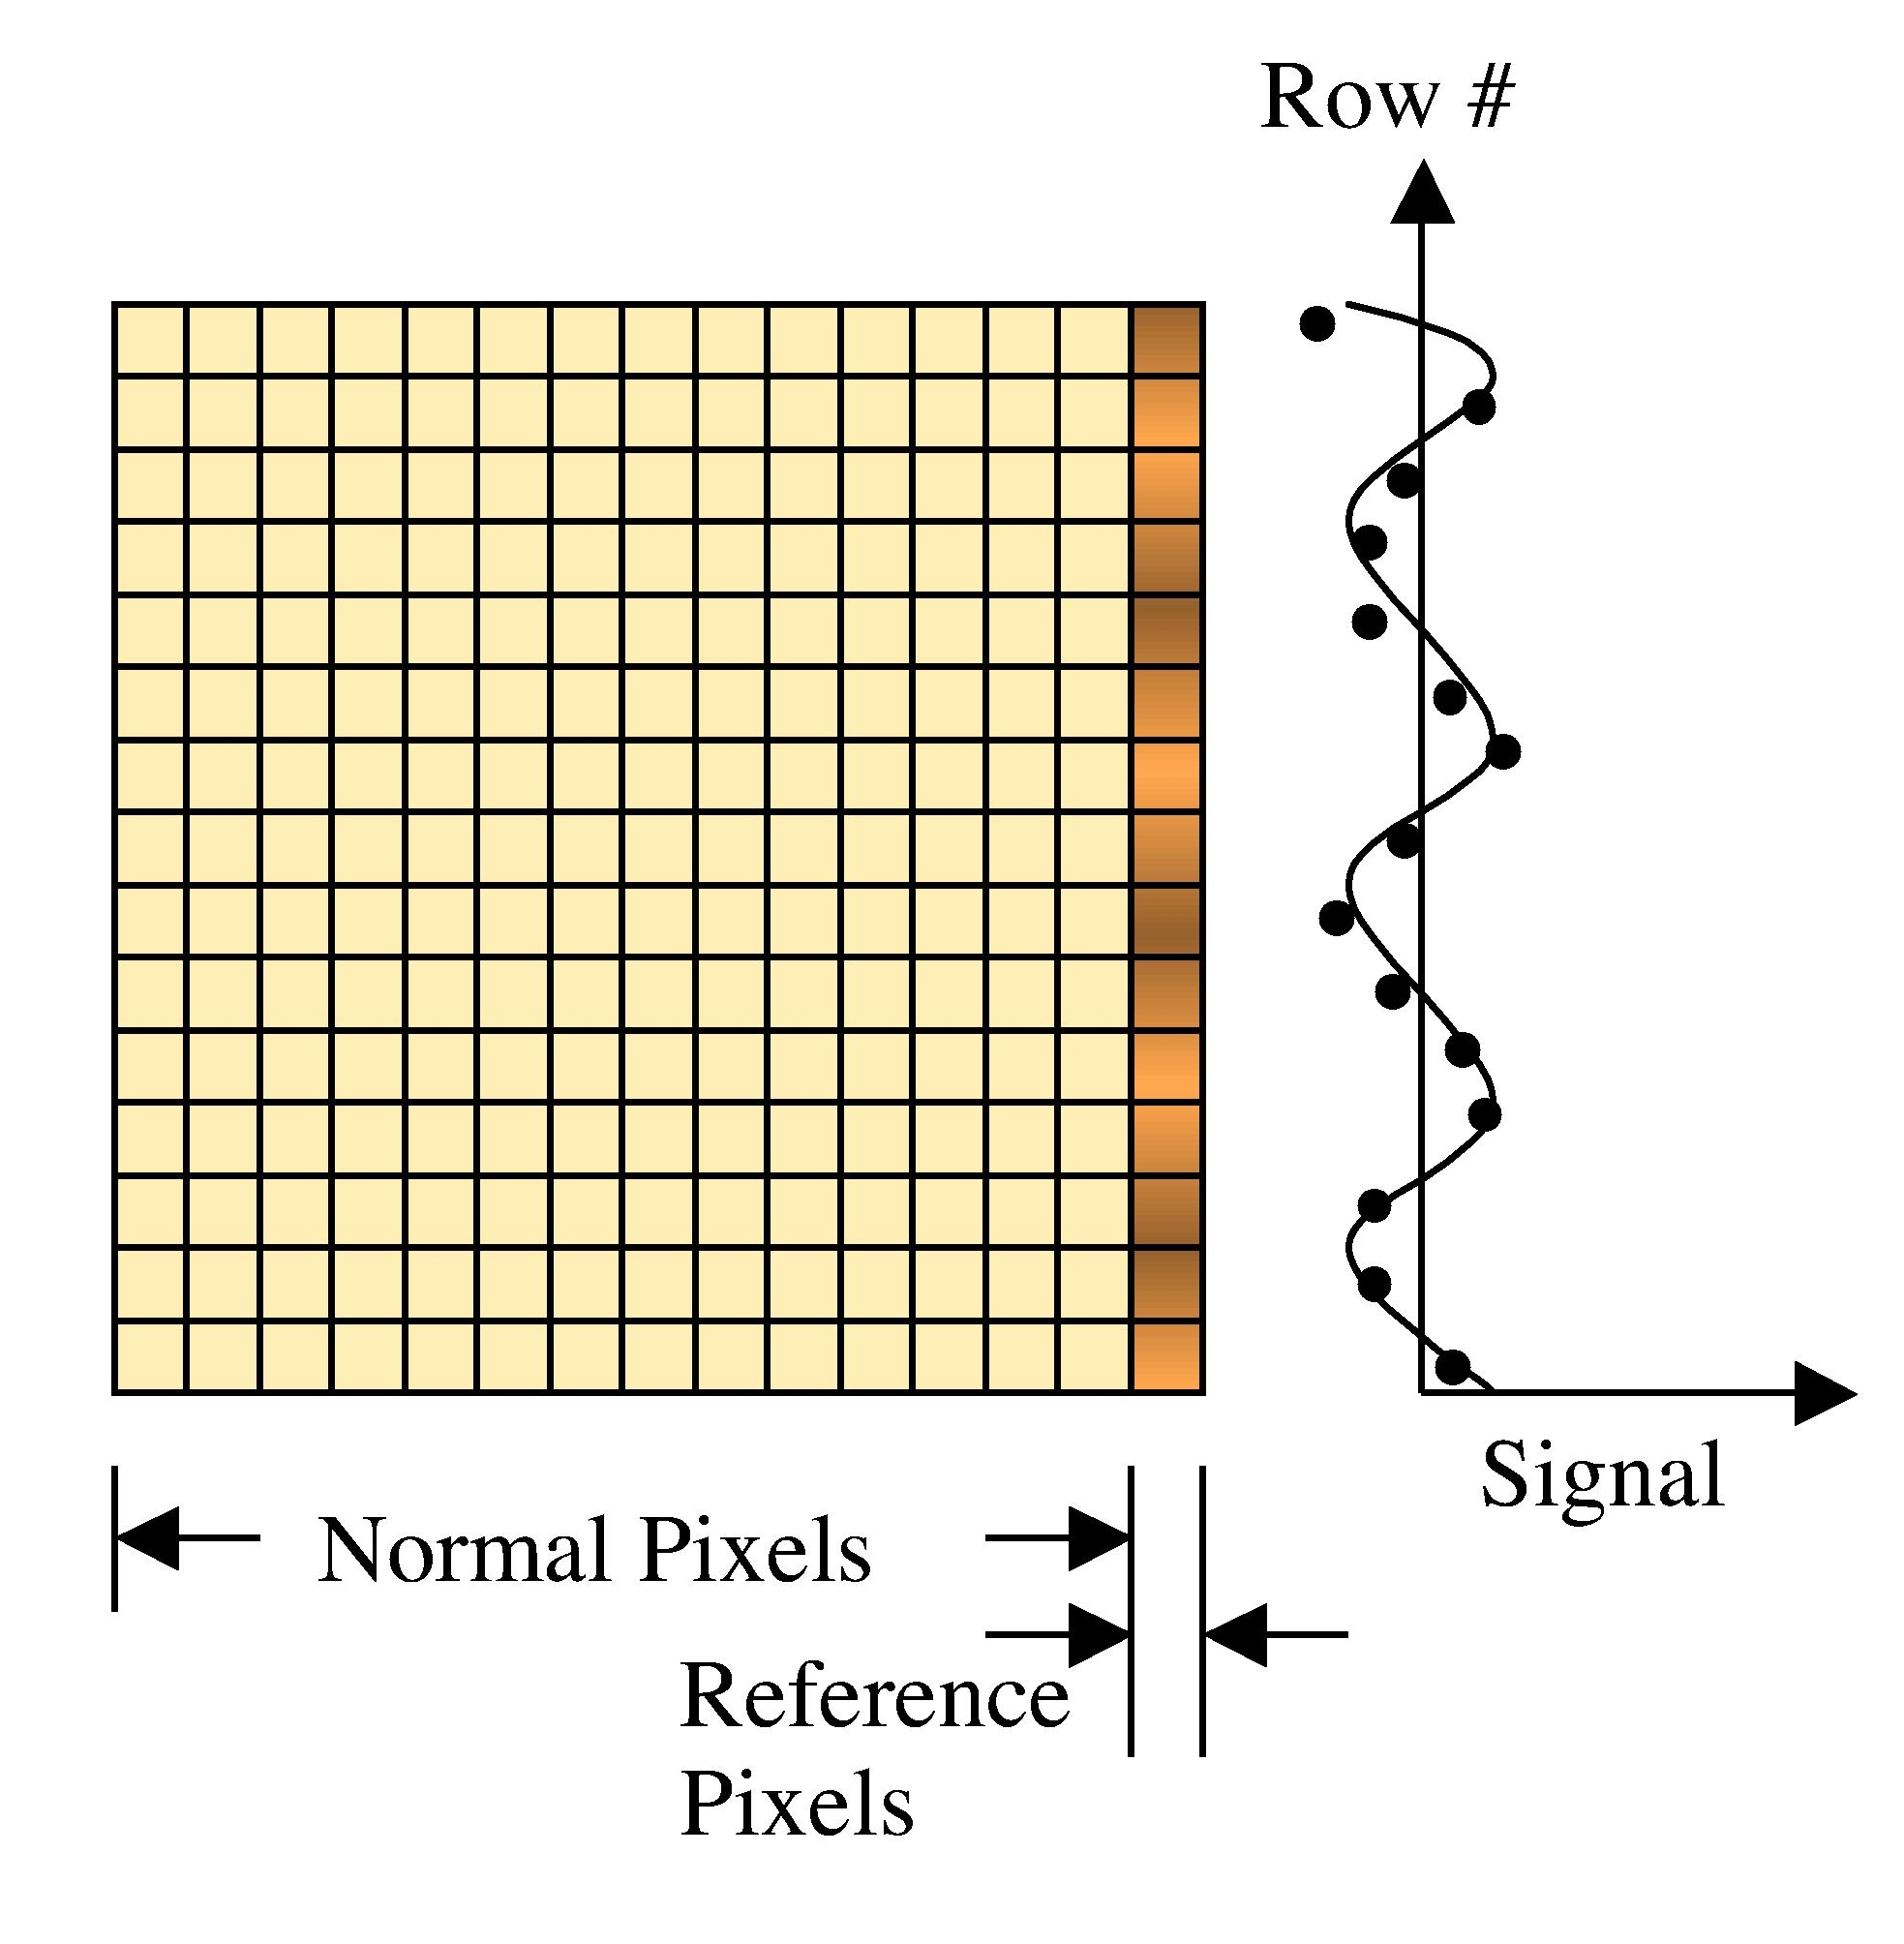 Row #
Signal
Normal Pixels
Reference
Pixels